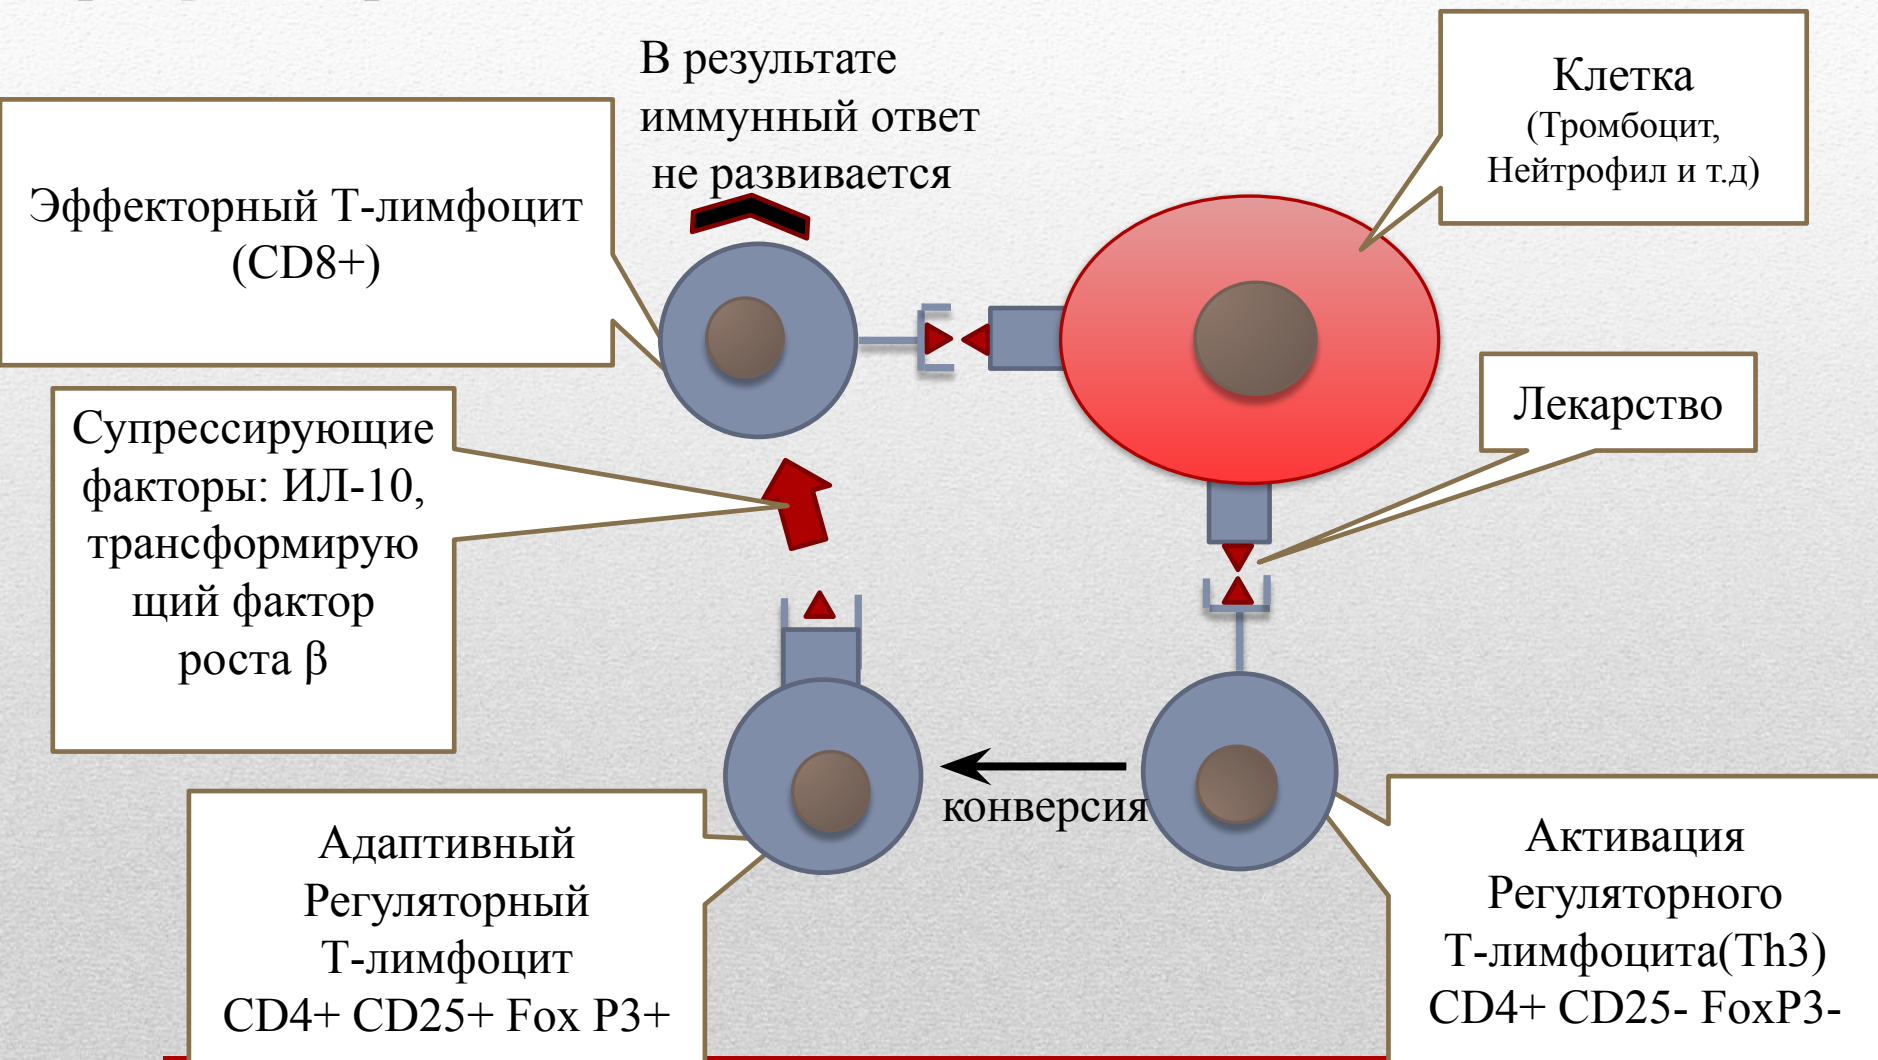 В результате
иммунный ответ
не развивается
Клетка
(Тромбоцит,
Нейтрофил и т.д)
Эффекторный Т-лимфоцит
(CD8+)
Супрессирующие
факторы: ИЛ-10,
трансформирую
щий фактор
роста β
Лекарство
конверсия
Адаптивный
Регуляторный
Т-лимфоцит
CD4+ CD25+ Fox P3+
Активация
Регуляторного
Т-лимфоцита(Th3)
CD4+ CD25- FoxP3-